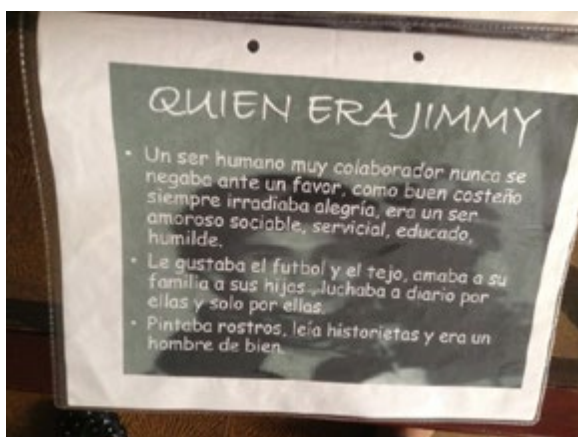 QUIEN ERA JIMMY
• Un ser humano muy colaborador nunca se
negaba ante un favor, como buen costeño
siempre irradiaba alegría, era un ser
amoroso sociable, servicial, educado,
humilde.
• Le gustaba el futbol y el tejo, amaba a su
familia a sus hijas ,luchaba a diario por
ellas y solo por ellas.
• Pintaba rostros, leía historietas y era un
hombre de bien.